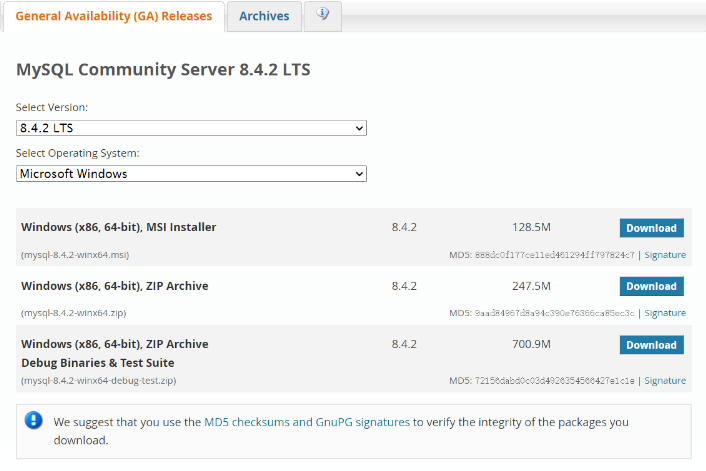 General Availability (GA) Releases
Archives
MySQL Community Server 8.4.2 LTS
Select Version:
8.4.2 LTS
Select Operating System:
Microsoft Windows
Windows (x86, 64-bit), MSI Installer 8.4.2 128.5M Download
(mysql-8.4.2-winx64.msi) MD5: 888dc0f177ce11ed461294ff797824c7 | Signature
Windows (x86, 64-bit), ZIP Archive 8.4.2 247.5M Download
(mysql-8.4.2-winx64.zip) MD5: 9aad84967d8a94c390e76366ca85ec3c | Signature
Windows (x86, 64-bit), ZIP Archive 8.4.2 700.9M Download
Debug Binaries & Test Suite
(mysql-8.4.2-winx64-debug-test.zip) MD5: 72156dabd0c03d4926354566427e1c1e | Signature
We suggest that you use the MD5 checksums and GnuPG signatures to verify the integrity of the packages you
download.